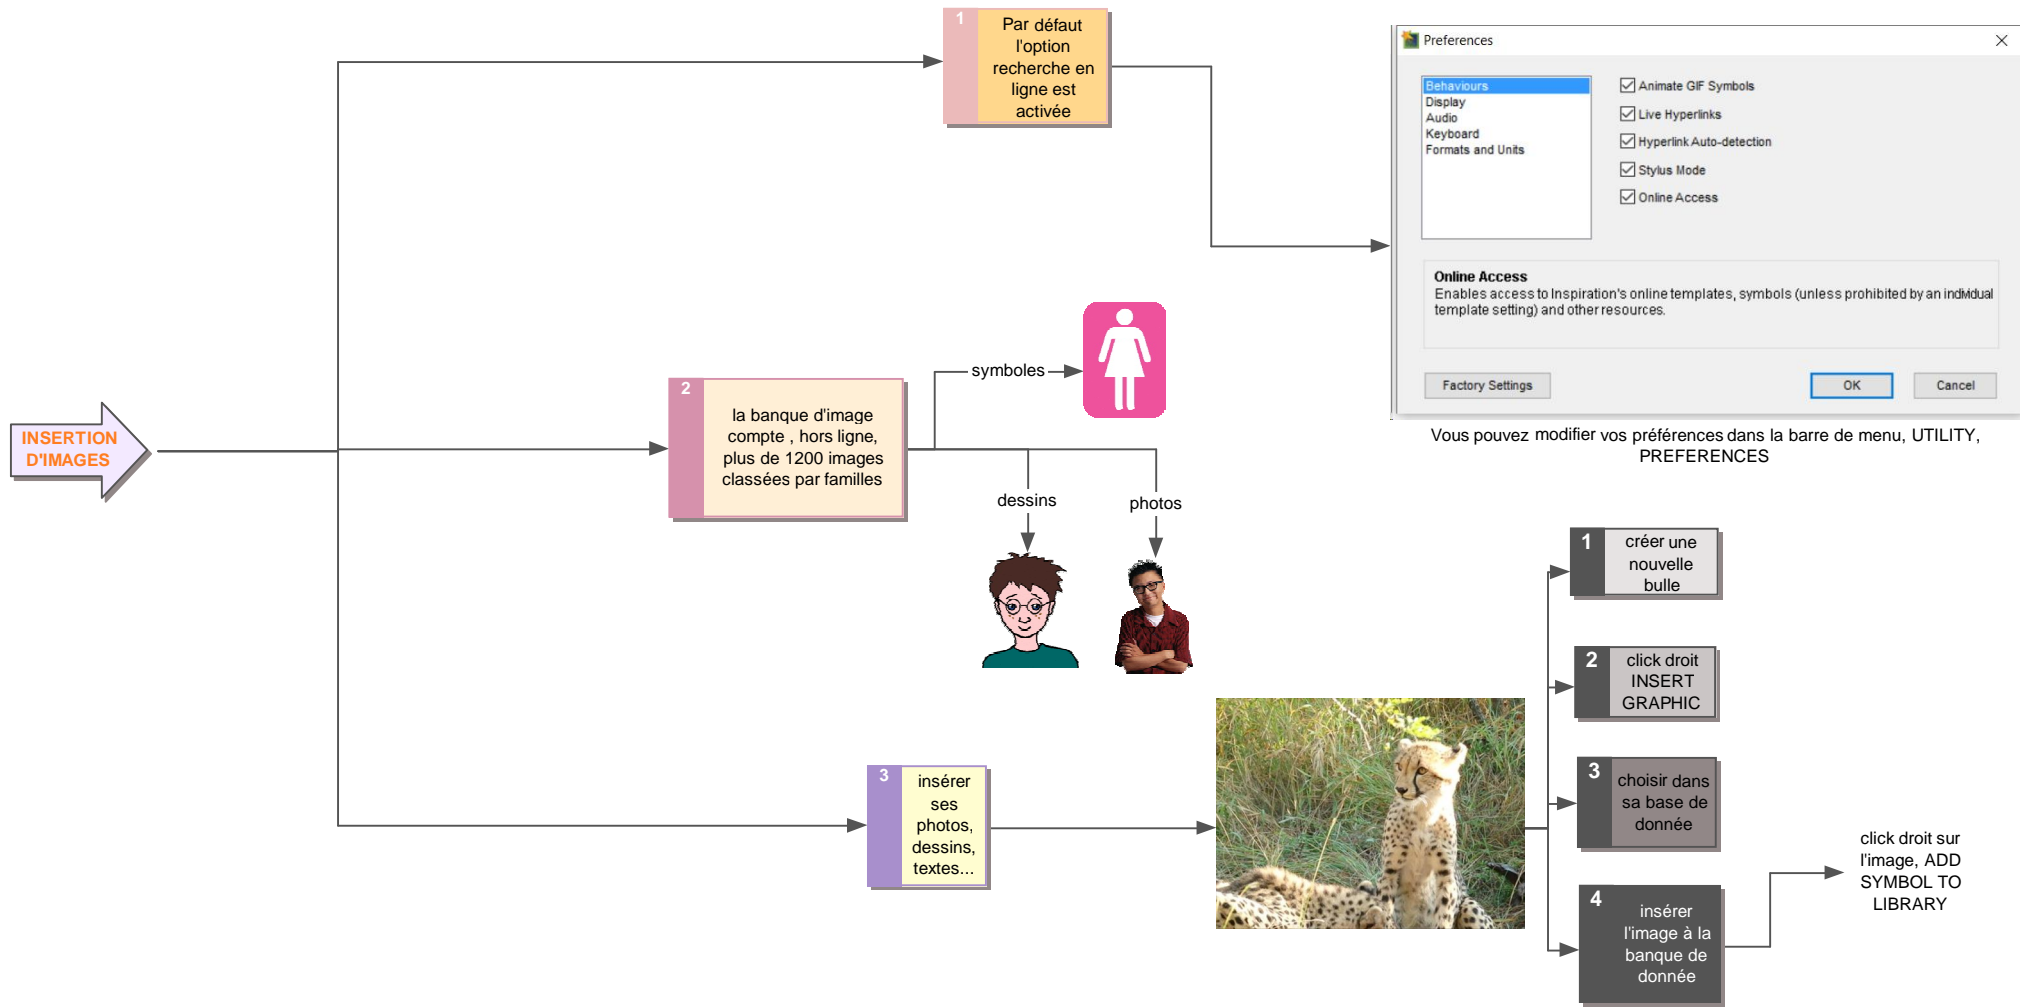 INSERTION
D'IMAGES
1
Par défaut
l'option
recherche en
ligne est
activée
Preferences
Behaviours
Display
Audio
Keyboard
Formats and Units
Animate GIF Symbols
Live Hyperlinks
Hyperlink Auto-detection
Stylus Mode
Online Access
Online Access
Enables access to Inspiration's online templates, symbols (unless prohibited by an individual
template setting) and other resources.
Factory Settings
OK
Cancel
Vous pouvez modifier vos préférences dans la barre de menu, UTILITY,
PREFERENCES
2
la banque d'image
compte , hors ligne,
plus de 1200 images
classées par familles
symboles
dessins
photos
3
insérer
ses
photos,
dessins,
textes...
1
créer une
nouvelle
bulle
2
click droit
INSERT
GRAPHIC
3
choisir dans
sa base de
donnée
4
insérer
l'image à la
banque de
donnée
click droit sur
l'image, ADD
SYMBOL TO
LIBRARY